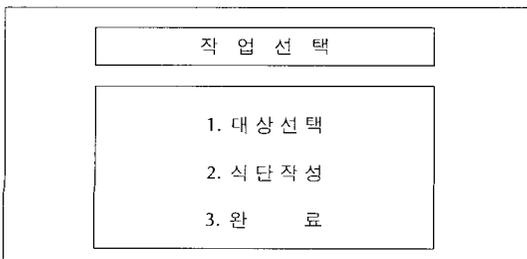 작 업 선 택
1. 대 상 선 택
2. 식 단 작 성
3. 완 료